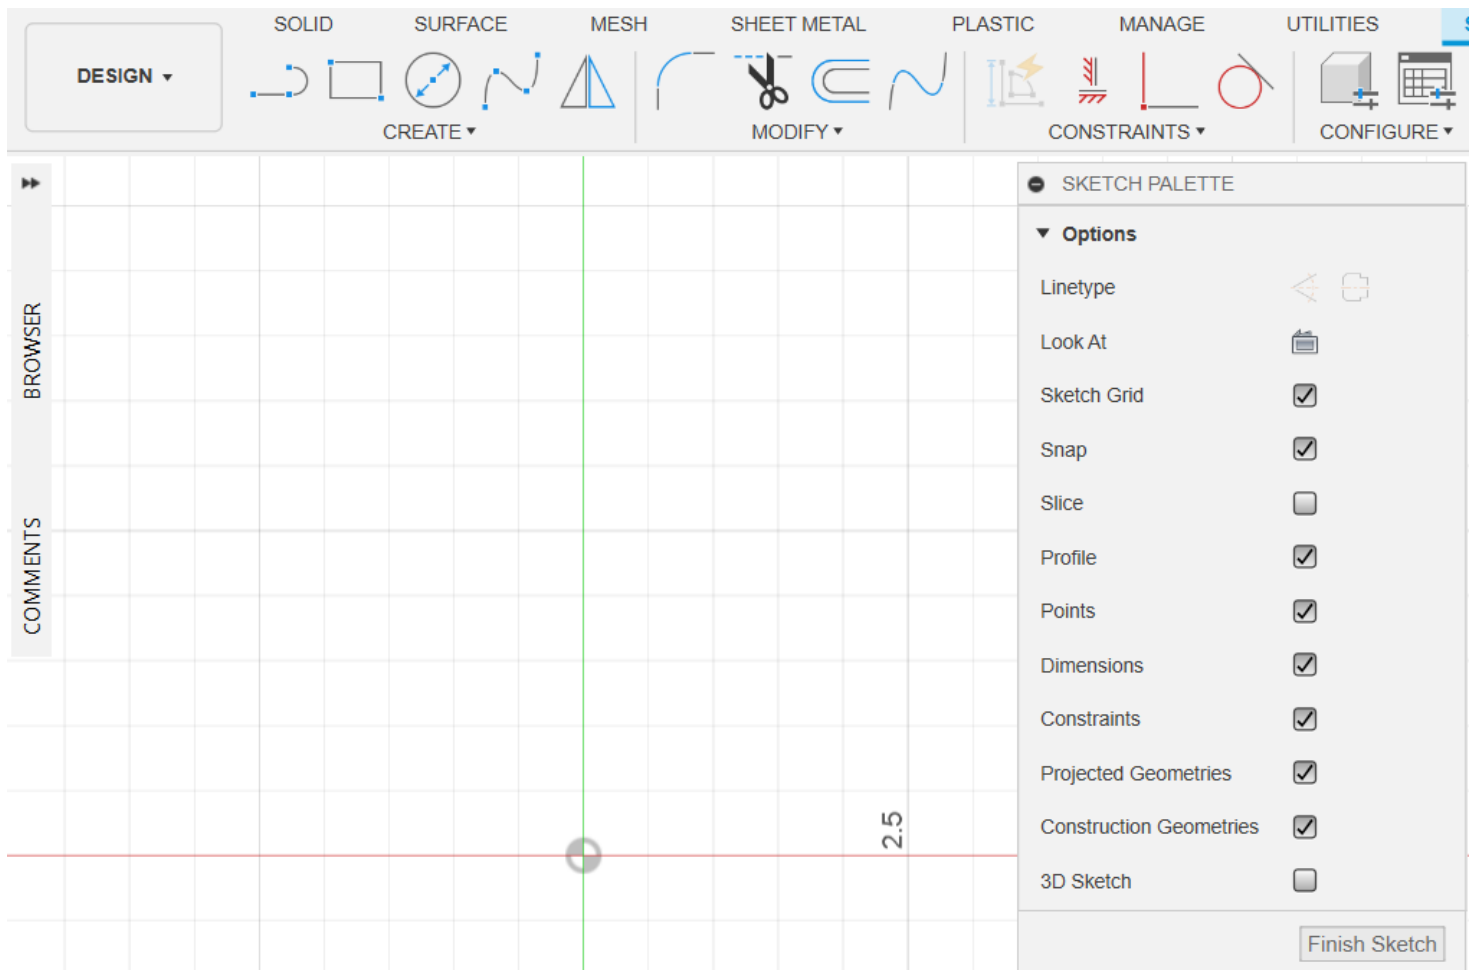 SOLID SURFACE MESH SHEET METAL PLASTIC MANAGE UTILITIES
DESIGN
CREATE MODIFY CONSTRAINTS CONFIGURE
BROWSER
COMMENTS
2.5
SKETCH PALETTE
Options
Linetype
Look At
Sketch Grid
Snap
Slice
Profile
Points
Dimensions
Constraints
Projected Geometries
Construction Geometries
3D Sketch
Finish Sketch